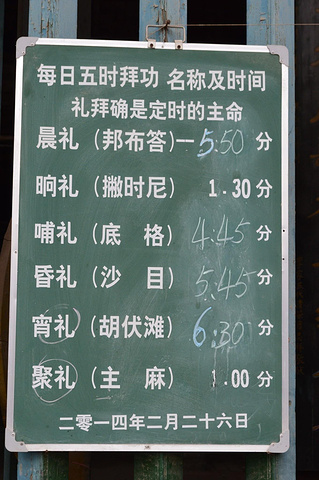 每日五时拜功 名称及时间
礼拜确是定时的主命
晨礼（邦布答）一 5:50 分
晌礼（撇时尼） 1.30 分
哺礼（底 格） 4:45 分
昏礼（沙 目） 5:45 分
宵礼（胡伏滩） 6:30 分
聚礼（主 麻） 1.00 分
二零一四年二月二十六日